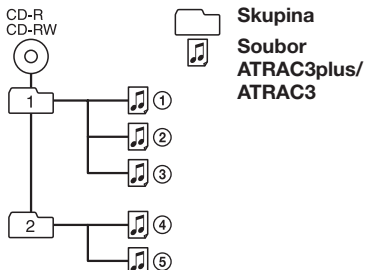 CD-R
CD-RW
Skupina
Soubor
ATRAC3plus/
ATRAC3
1
①
②
③
2
④
⑤